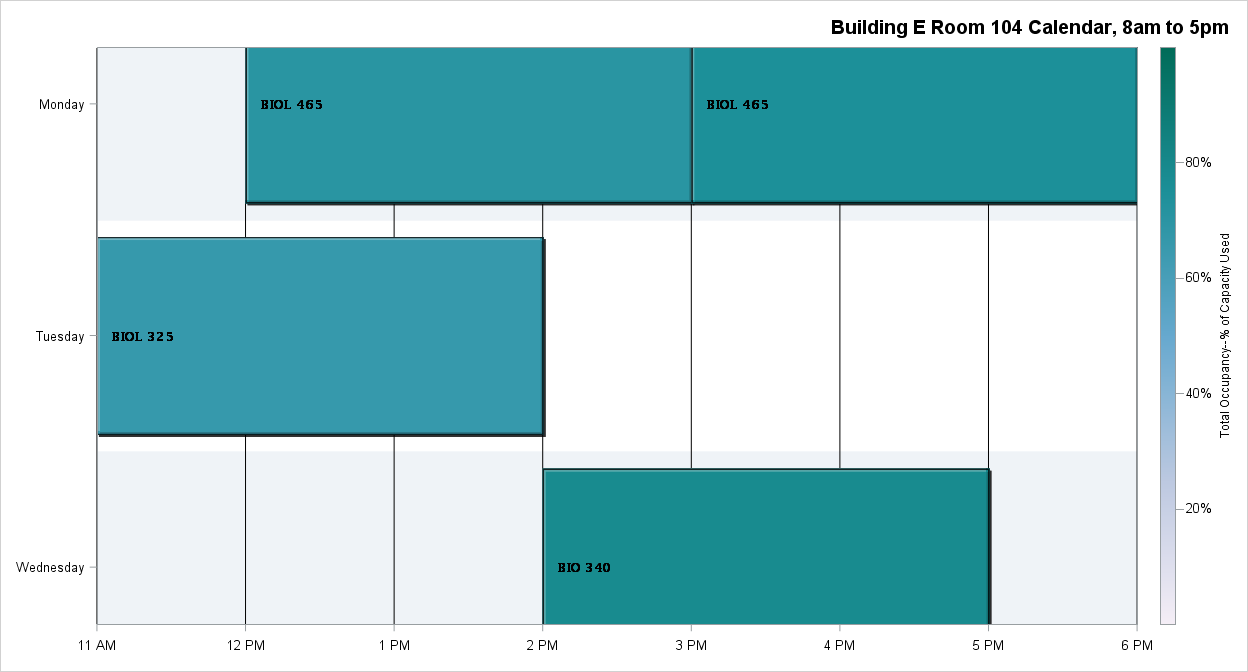 Building E Room 104 Calendar, 8am to 5pm
Monday
BIOL 465
BIOL 465
80%
Tuesday
BIOL 325
60%
40%
20%
Total Occupancy--% of Capacity Used
Wednesday
BIO 340
11 AM
12 PM
1 PM
2 PM
3 PM
4 PM
5 PM
6 PM